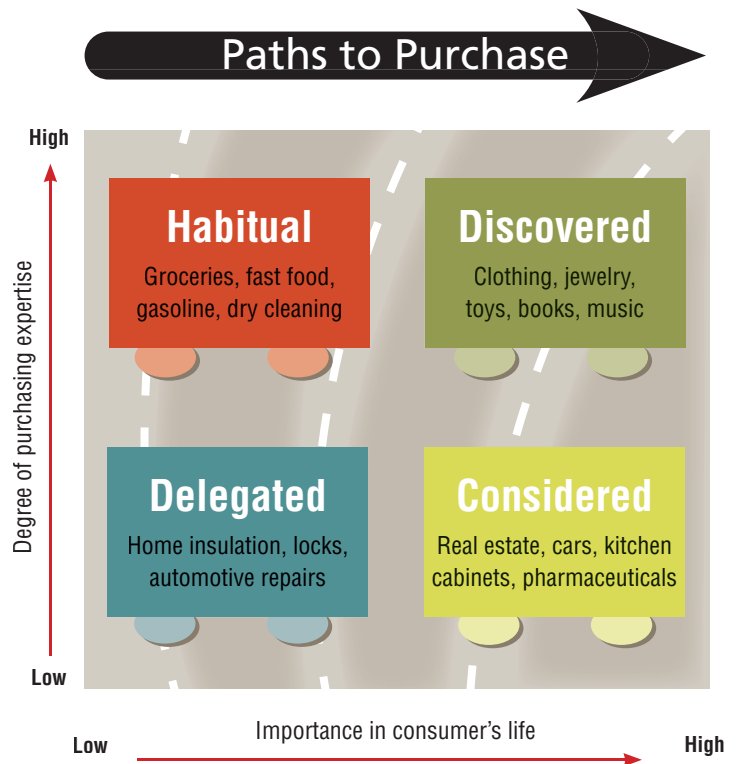 Paths to Purchase
High
Habitual
Groceries, fast food,
gasoline, dry cleaning
Discovered
Clothing, jewelry,
toys, books, music
Degree of purchasing expertise
Delegated
Home insulation, locks,
automotive repairs
Considered
Real estate, cars, kitchen
cabinets, pharmaceuticals
Low
Low
Importance in consumer’s life
High